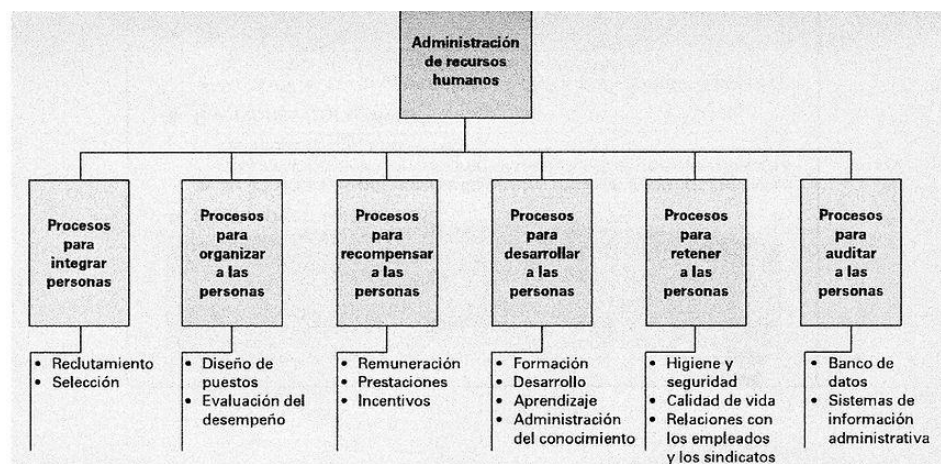 Administración
de recursos
humanos
Procesos
para
integrar
personas
Procesos
para
organizar
a las
personas
Procesos
para
recompensar
a las
personas
Procesos
para
desarrollar
a las
personas
Procesos
para
retener
a las
personas
Procesos
para
auditar
a las
personas
• Reclutamiento
• Selección
• Diseño de
puestos
• Evaluación del
desempeño
• Remuneración
• Prestaciones
• Incentivos
• Formación
• Desarrollo
• Aprendizaje
• Administración
del conocimiento
• Higiene y
seguridad
• Calidad de vida
• Relaciones con
los empleados
y los sindicatos
• Banco de
datos
• Sistemas de
información
administrativa